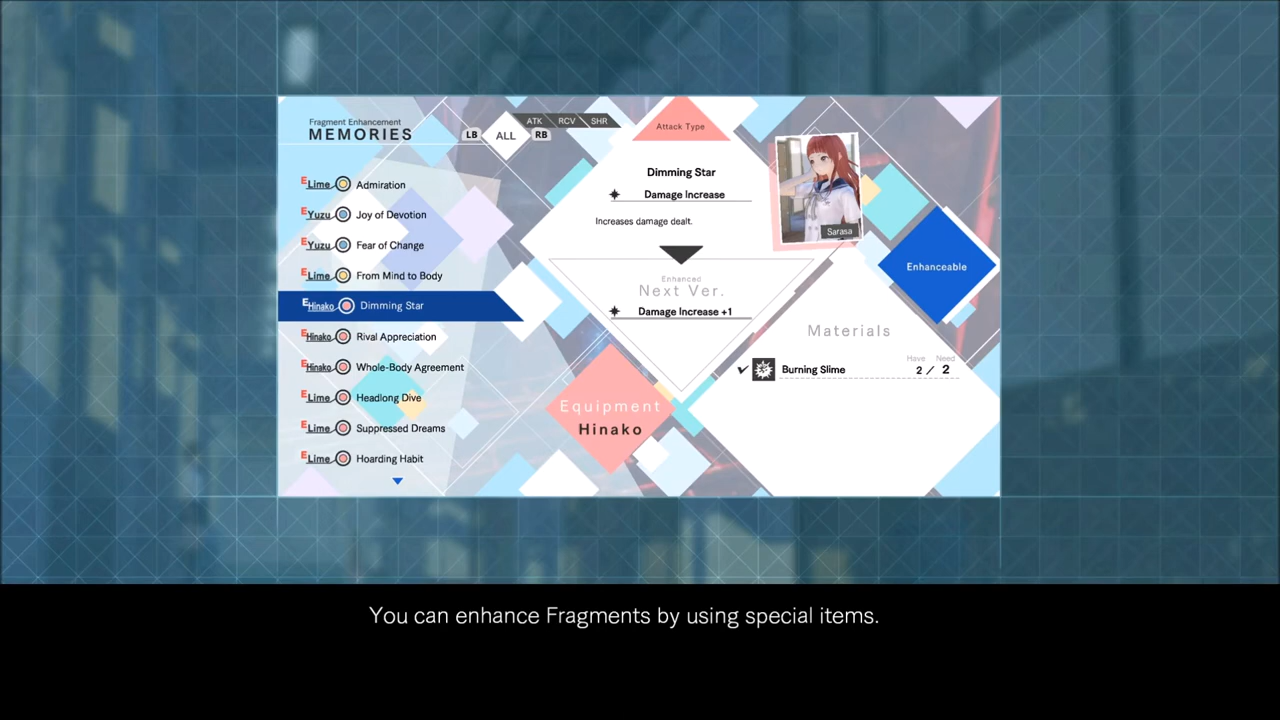 Fragment Enhancement
MEMORIES
LB ALL RB
ATK RCV SHR
E Lime Admiration
E Yuzu Joy of Devotion
E Yuzu Fear of Change
E Lime From Mind to Body
E Hinako Dimming Star
E Hinako Rival Appreciation
E Hinako Whole-Body Agreement
E Lime Headlong Dive
E Lime Suppressed Dreams
E Lime Hoarding Habit
Attack Type
Dimming Star
Damage Increase
Increases damage dealt.
Enhanced
Next Ver.
Damage Increase +1
Equipment
Hinako
Sarasa
Enhanceable
Materials
Have Need
Burning Slime 2 / 2
You can enhance Fragments by using special items.